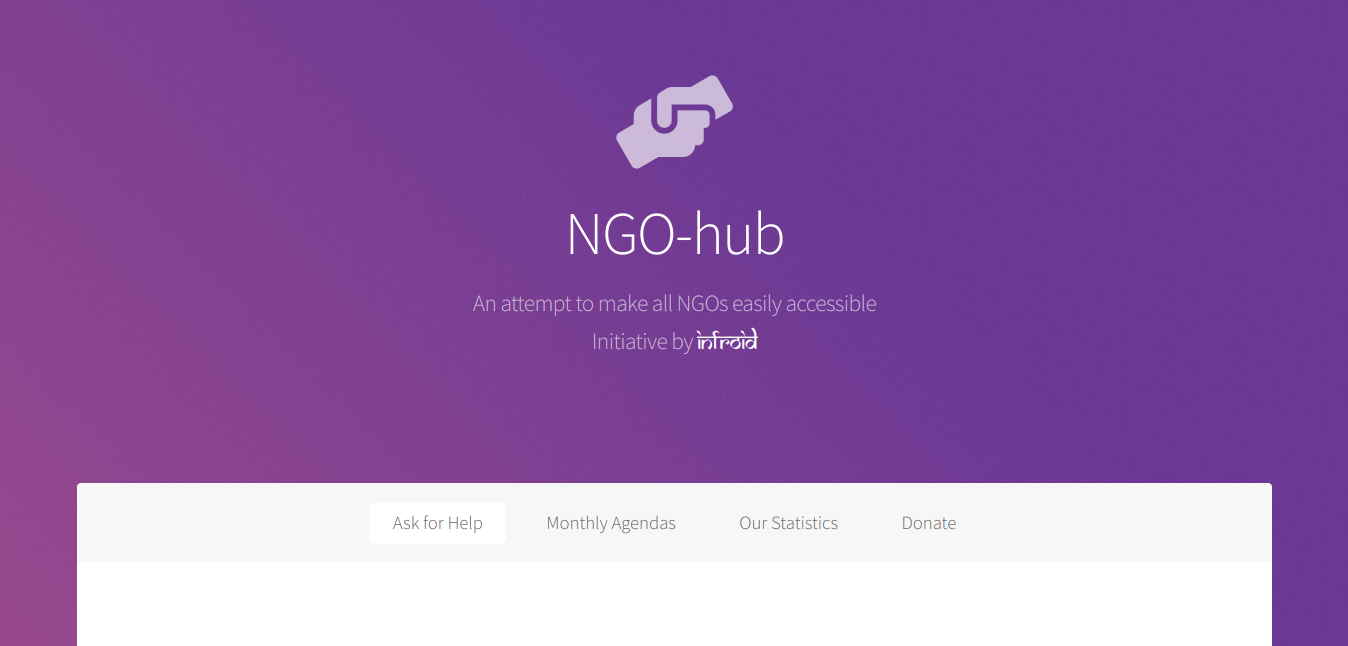 NGO-hub
An attempt to make all NGOs easily accessible
Initiative by infroid
Ask for Help
Monthly Agendas
Our Statistics
Donate